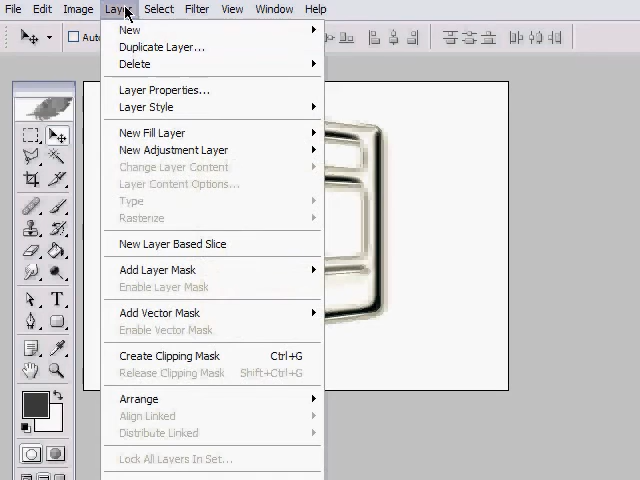 File Edit Image Layer Select Filter View Window Help
Auto
New
Duplicate Layer...
Delete
Layer Properties...
Layer Style
New Fill Layer
New Adjustment Layer
Change Layer Content
Layer Content Options...
Type
Rasterize
New Layer Based Slice
Add Layer Mask
Enable Layer Mask
Add Vector Mask
Enable Vector Mask
Create Clipping Mask Ctrl+G
Release Clipping Mask Shift+Ctrl+G
Arrange
Align Linked
Distribute Linked
Lock All Layers In Set...
T